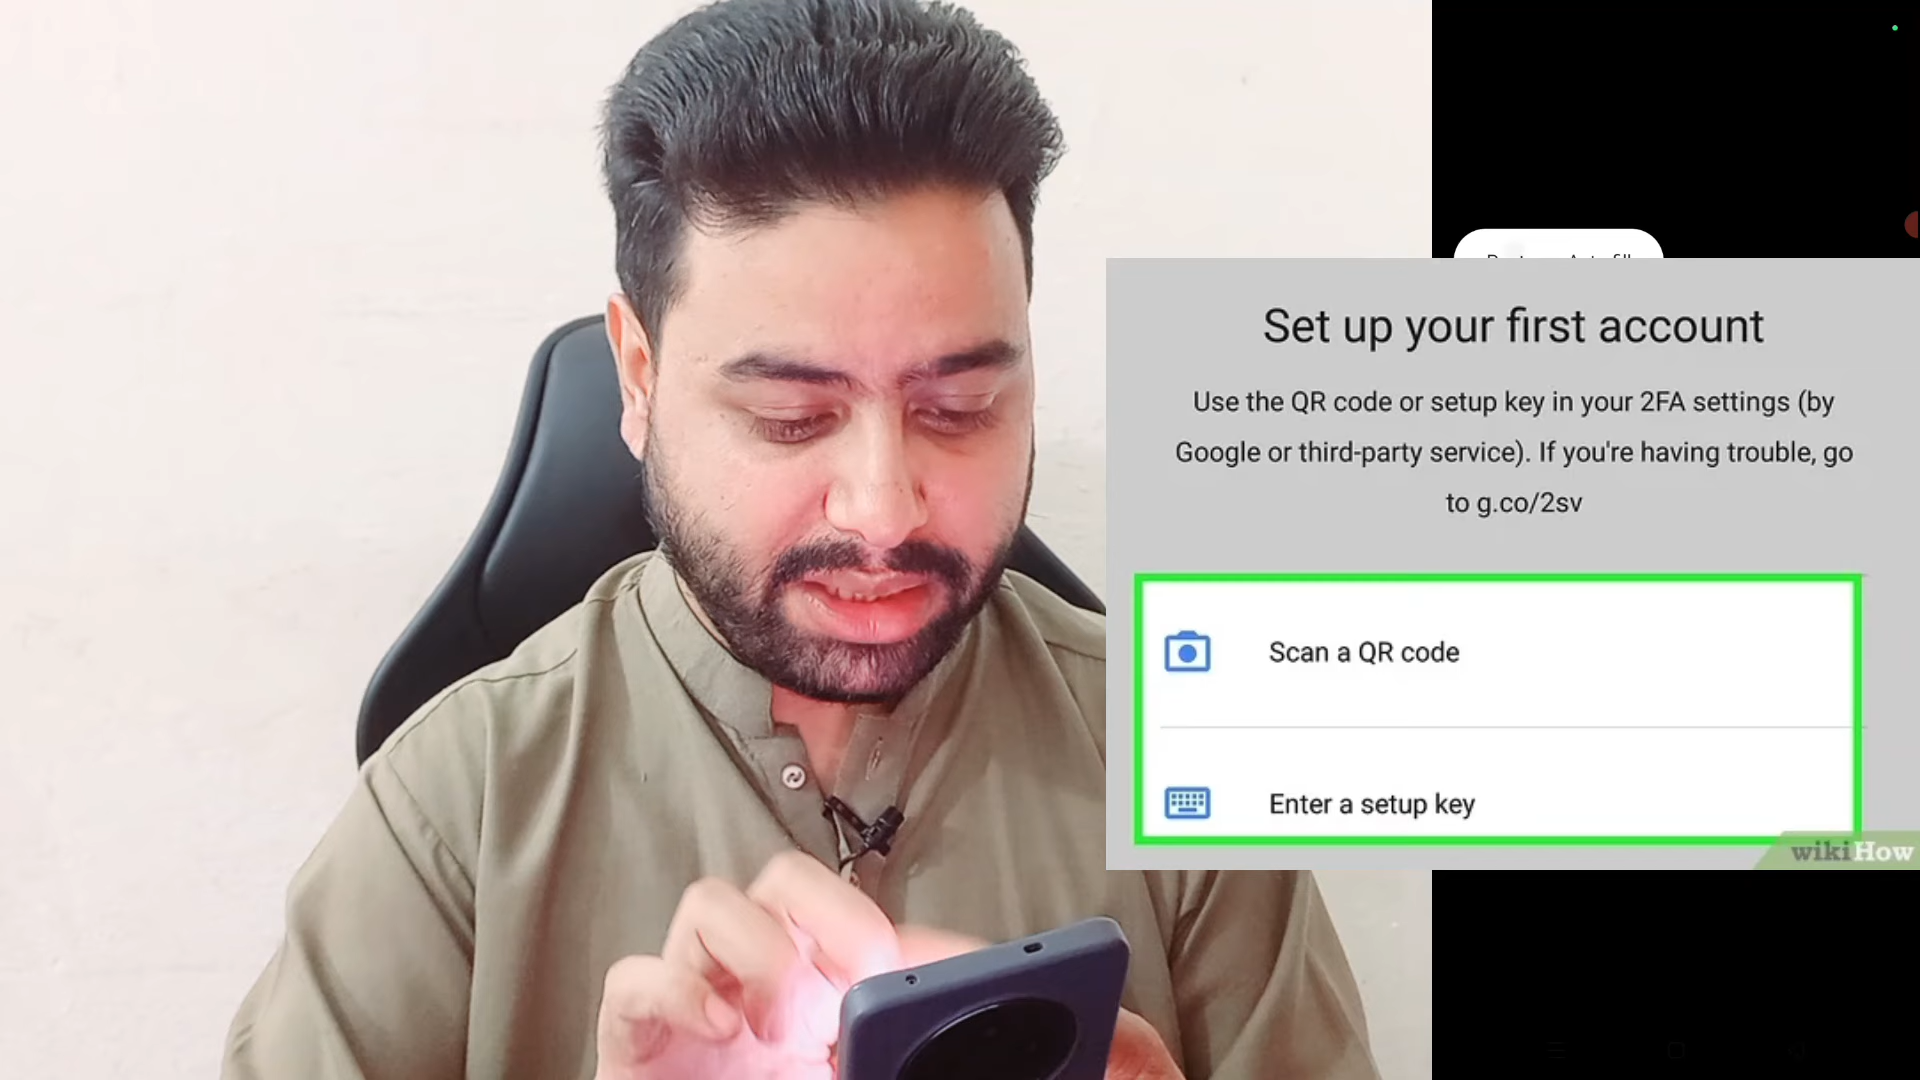 Set up your first account
Use the QR code or setup key in your 2FA settings (by
Google or third-party service). If you're having trouble, go
to g.co/2sv
Scan a QR code
Enter a setup key
wikiHow